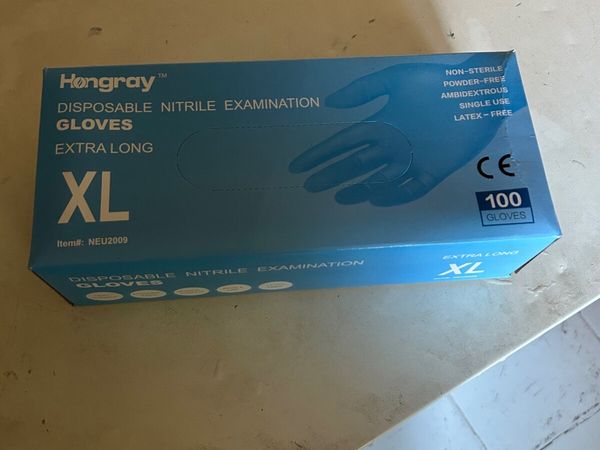 Hongray™
DISPOSABLE NITRILE EXAMINATION
GLOVES
EXTRA LONG
XL
Item#: NEU2009
NON-STERILE
POWDER-FREE
AMBIDEXTROUS
SINGLE USE
LATEX-FREE
CE
100
GLOVES
DISPOSABLE NITRILE EXAMINATION
GLOVES
EXTRA LONG
XL